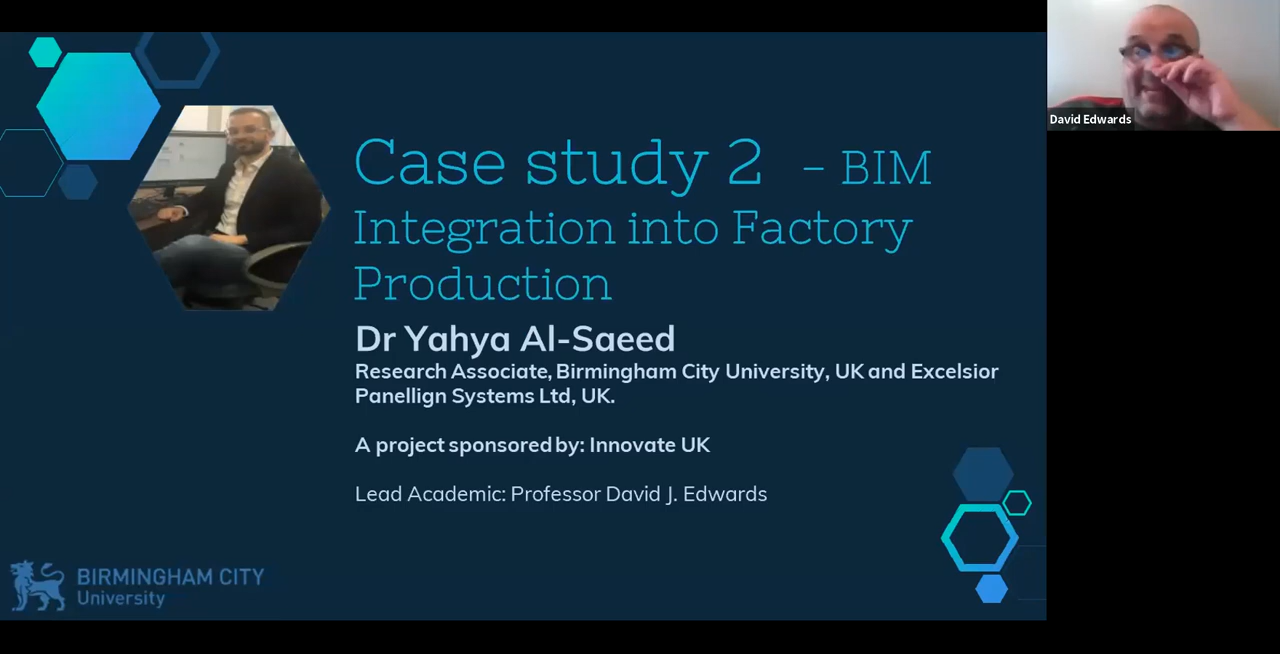 Case study 2 – BIM
Integration into Factory
Production
Dr Yahya Al-Saeed
Research Associate, Birmingham City University, UK and Excelsior
Panellign Systems Ltd, UK.
A project sponsored by: Innovate UK
Lead Academic: Professor David J. Edwards
BIRMINGHAM CITY
University
David Edwards